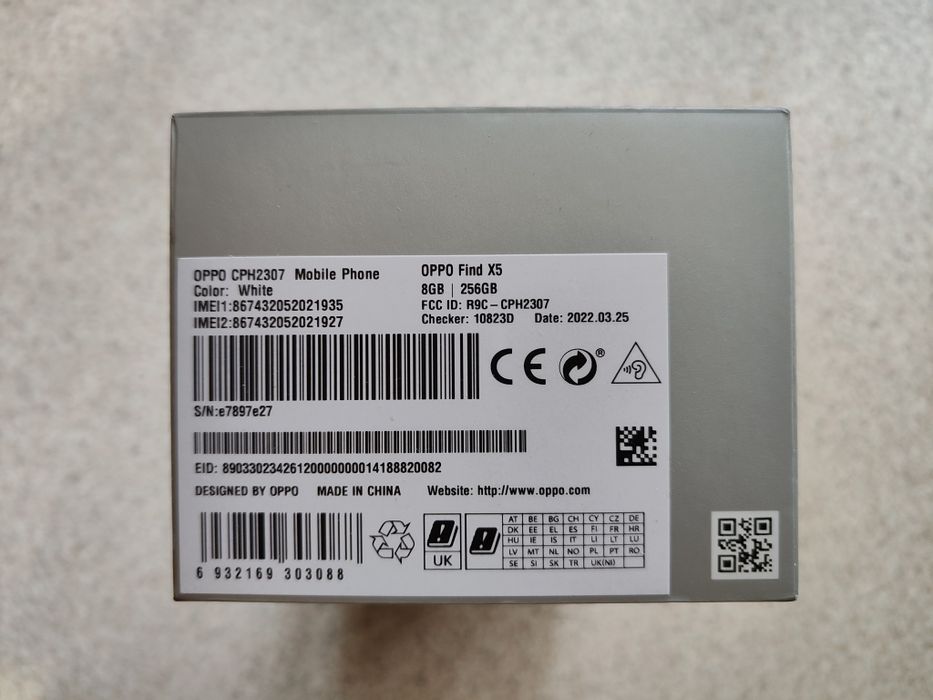 OPPO CPH2307 Mobile Phone
Color: White
IMEI1:867432052021935
IMEI2:867432052021927
OPPO Find X5
8GB | 256GB
FCC ID: R9C-CPH2307
Checker: 10823D Date: 2022.03.25
CE
®
S/N:e7897e27
EID: 89033023426120000000014188820082
DESIGNED BY OPPO MADE IN CHINA Website: http://www.oppo.com
6 932169 303088
UK
AT BE BG CH CY CZ DE
DK EE EL ES FI FR HR
HU IE IS IT LI LT LU
LV MT NL NO PL PT RO
SE SI SK TR UK(NI)